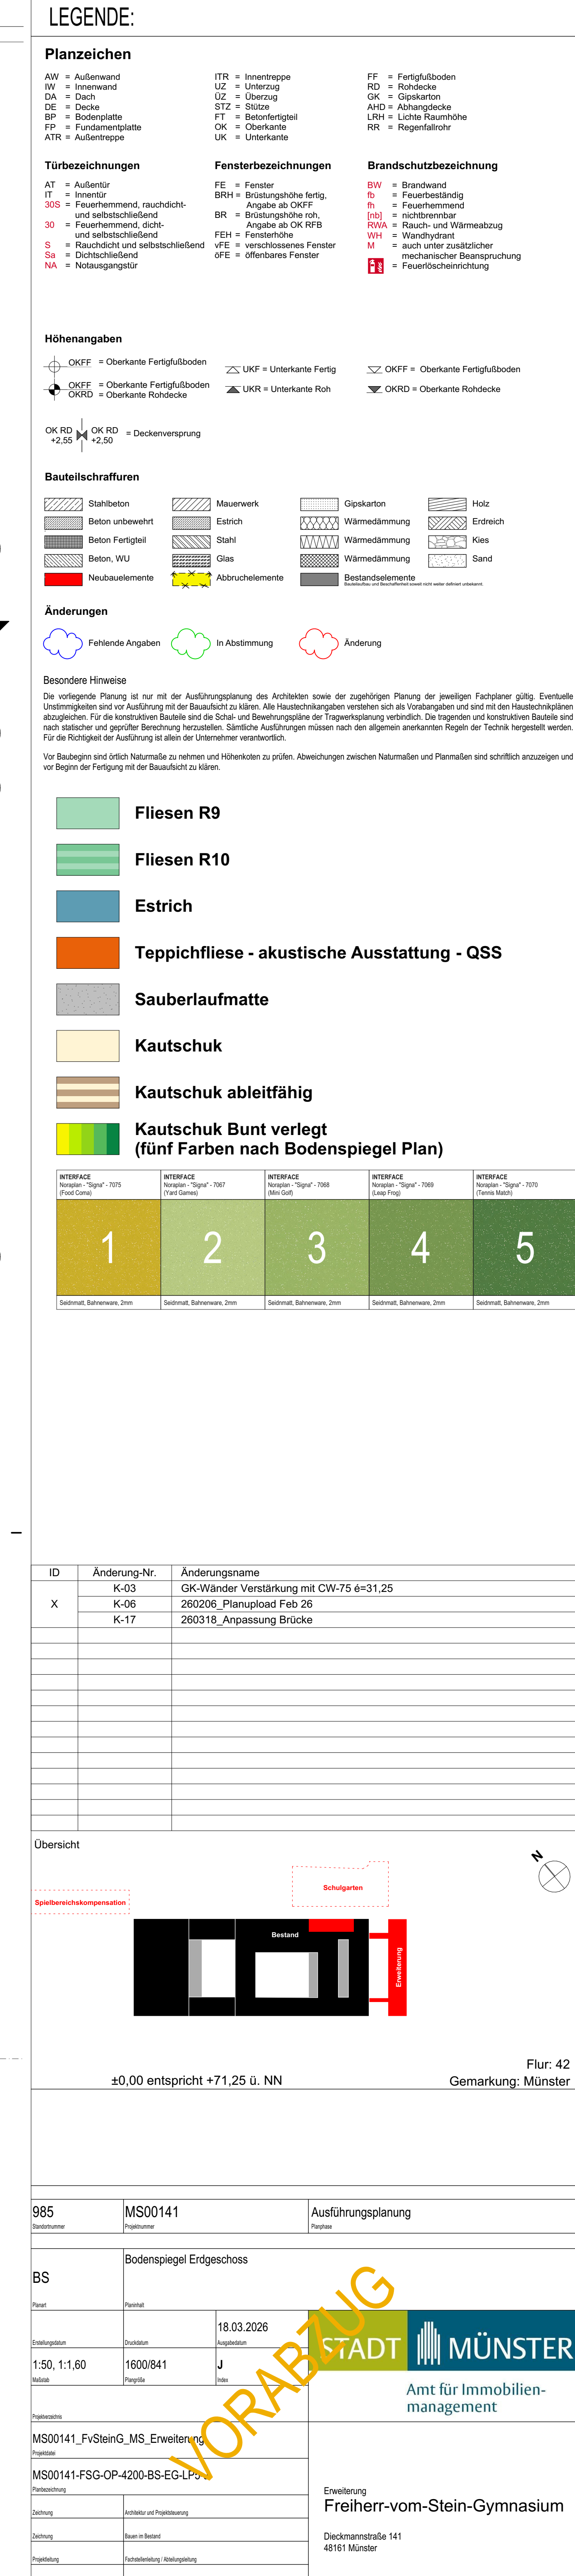 LEGENDE:
Planzeichen
AW = Außenwand
IW = Innenwand
DA = Dach
DE = Decke
BP = Bodenplatte
FP = Fundamentplatte
ATR = Außentreppe
ITR = Innentreppe
UZ = Unterzug
ÜZ = Überzug
STZ = Stütze
FT = Betonfertigteil
OK = Oberkante
UK = Unterkante
FF = Fertigfußboden
RD = Rohdecke
GK = Gipskarton
AHD = Abhangdecke
LRH = Lichte Raumhöhe
RR = Regenfallrohr
Türbezeichnungen
AT = Außentür
IT = Innentür
30S = Feuerhemmend, rauchdicht-
und selbstschließend
30 = Feuerhemmend, dicht-
und selbstschließend
S = Rauchdicht und selbstschließend
Sa = Dichtschließend
NA = Notausgangstür
Fensterbezeichnungen
FE = Fenster
BRH = Brüstungshöhe fertig,
Angabe ab OKFF
BR = Brüstungshöhe roh,
Angabe ab OK RFB
FEH = Fensterhöhe
vFE = verschlossenes Fenster
öFE = öffenbares Fenster
Brandschutzbezeichnung
BW = Brandwand
fb = Feuerbeständig
fh = Feuerhemmend
[nb] = nichtbrennbar
RWA = Rauch- und Wärmeabzug
WH = Wandhydrant
M = auch unter zusätzlicher
mechanischer Beanspruchung
= Feuerlöscheinrichtung
Höhenangaben
OKFF = Oberkante Fertigfußboden
OKFF = Oberkante Fertigfußboden
OKRD = Oberkante Rohdecke
UKF = Unterkante Fertig
UKR = Unterkante Roh
OKFF = Oberkante Fertigfußboden
OKRD = Oberkante Rohdecke
OK RD OK RD
+2,55 +2,50
= Deckenversprung
Bauteilschraffuren
Stahlbeton
Mauerwerk
Gipskarton
Holz
Beton unbewehrt
Estrich
Wärmedämmung
Erdreich
Beton Fertigteil
Stahl
Wärmedämmung
Kies
Beton, WU
Glas
Wärmedämmung
Sand
Neubauelemente
Abbruchelemente
Bestandselemente
Bauteilaufbau und Beschaffenheit soweit nicht weiter definiert unbekannt.
Änderungen
Fehlende Angaben
In Abstimmung
Änderung
Besondere Hinweise
Die vorliegende Planung ist nur mit der Ausführungsplanung des Architekten sowie der zugehörigen Planung der jeweiligen Fachplaner gültig. Eventuelle
Unstimmigkeiten sind vor Ausführung mit der Bauaufsicht zu klären. Alle Haustechnikangaben verstehen sich als Vorabangaben und sind mit den Haustechnikplänen
abzugleichen. Für die konstruktiven Bauteile sind die Schal- und Bewehrungspläne der Tragwerksplanung verbindlich. Die tragenden und konstruktiven Bauteile sind
nach statischer und geprüfter Berechnung herzustellen. Sämtliche Ausführungen müssen nach den allgemein anerkannten Regeln der Technik hergestellt werden.
Für die Richtigkeit der Ausführung ist allein der Unternehmer verantwortlich.
Vor Baubeginn sind örtlich Naturmaße zu nehmen und Höhenkoten zu prüfen. Abweichungen zwischen Naturmaßen und Planmaßen sind schriftlich anzuzeigen und
vor Beginn der Fertigung mit der Bauaufsicht zu klären.
Fliesen R9
Fliesen R10
Estrich
Teppichfliese - akustische Ausstattung - QSS
Sauberlaufmatte
Kautschuk
Kautschuk ableitfähig
Kautschuk Bunt verlegt
(fünf Farben nach Bodenspiegel Plan)
INTERFACE
Noraplan - "Signa" - 7075
(Food Coma)
1
Seidnmatt, Bahnenware, 2mm
INTERFACE
Noraplan - "Signa" - 7067
(Yard Games)
2
Seidnmatt, Bahnenware, 2mm
INTERFACE
Noraplan - "Signa" - 7068
(Mini Golf)
3
Seidnmatt, Bahnenware, 2mm
INTERFACE
Noraplan - "Signa" - 7069
(Leap Frog)
4
Seidnmatt, Bahnenware, 2mm
INTERFACE
Noraplan - "Signa" - 7070
(Tennis Match)
5
Seidnmatt, Bahnenware, 2mm
ID Änderung-Nr. Änderungsname
K-03 GK-Wänder Verstärkung mit CW-75 é=31,25
X K-06 260206_Planupload Feb 26
K-17 260318_Anpassung Brücke
Übersicht
N
Schulgarten
Spielbereichskompensation
Bestand
Erweiterung
Flur: 42
±0,00 entspricht +71,25 ü. NN
Gemarkung: Münster
985
Standortnummer
MS00141
Projektnummer
Ausführungsplanung
Planphase
BS
Planart
Bodenspiegel Erdgeschoss
Planinhalt
Erstellungsdatum
Druckdatum
18.03.2026
Ausgabedatum
1:50, 1:1,60
Maßstab
1600/841
Plangröße
J
Index
VORABZUG
STADT MÜNSTER
Amt für Immobilien-
management
Projektverzeichnis
MS00141_FvSteinG_MS_Erweiterung
Projektdatei
MS00141-FSG-OP-4200-BS-EG-LP5-J
Planbezeichnung
Zeichnung
Architektur und Projektsteuerung
Zeichnung
Bauen im Bestand
Projektleitung
Fachstellenleitung / Abteilungsleitung
Erweiterung
Freiherr-vom-Stein-Gymnasium
Dieckmannstraße 141
48161 Münster